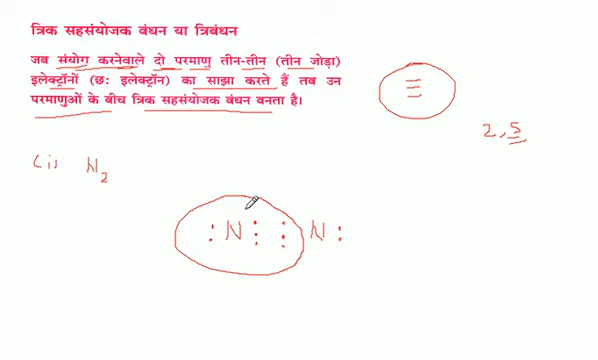 त्रिक सहसंयोजक बंधन या त्रिबंधन
जब संयोग करनेवाले दो परमाणु तीन-तीन (तीन जोड़ा)
इलेक्ट्रॉनों (छ: इलेक्ट्रॉन) का साझा करते हैं तब उन
परमाणुओं के बीच त्रिक सहसंयोजक बंधन बनता है।
≡
2, 5
(i) N₂
:N⋮ ⋮N: